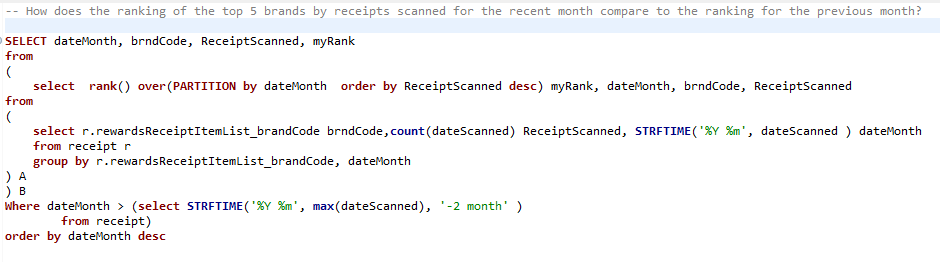 -- How does the ranking of the top 5 brands by receipts scanned for the recent month compare to the ranking for the previous month?
SELECT dateMonth, brndCode, ReceiptScanned, myRank
from
(
select rank() over(PARTITION by dateMonth order by ReceiptScanned desc) myRank, dateMonth, brndCode, ReceiptScanned
from
(
select r.rewardsReceiptItemList_brandCode brndCode,count(dateScanned) ReceiptScanned, STRFTIME('%Y %m', dateScanned ) dateMonth
from receipt r
group by r.rewardsReceiptItemList_brandCode, dateMonth
) A
) B
Where dateMonth > (select STRFTIME('%Y %m', max(dateScanned), '-2 month' )
from receipt)
order by dateMonth desc